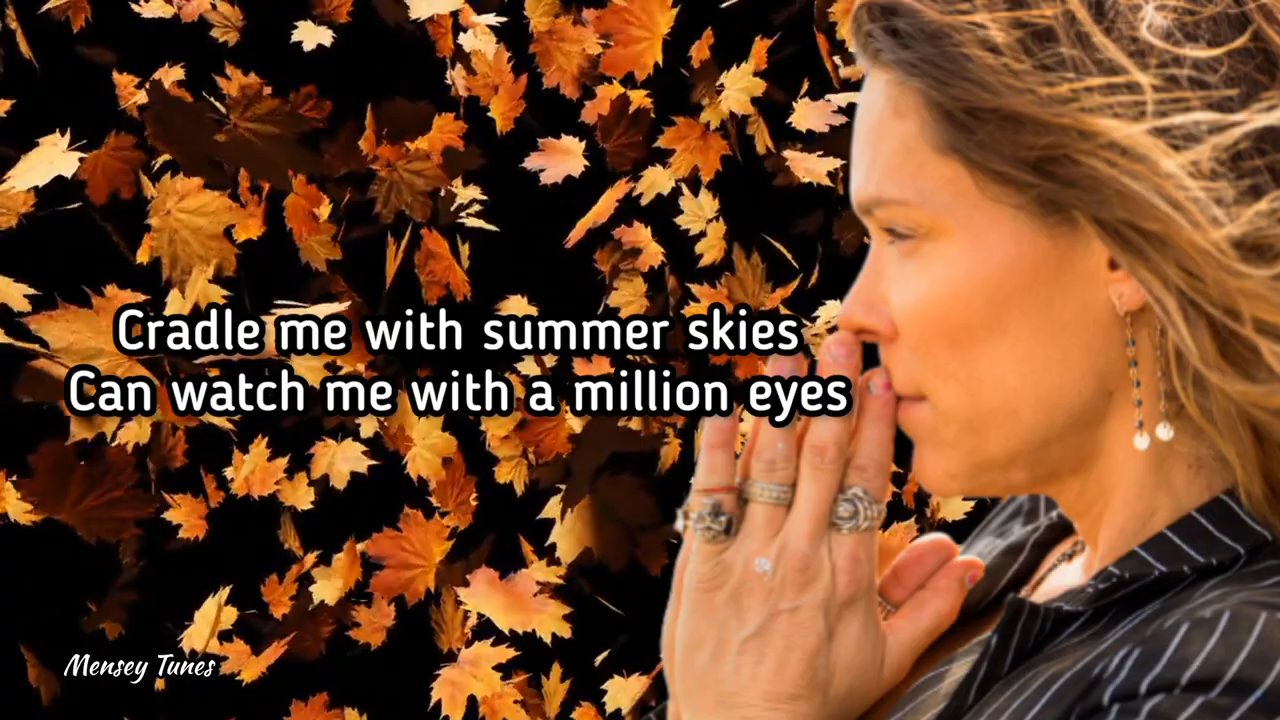 Cradle me with summer skies
Can watch me with a million eyes
Mensey Tunes